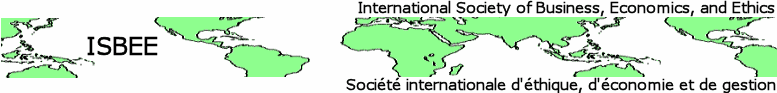 International Society of Business, Economics, and Ethics
ISBEE
Société internationale d'éthique, d'économie et de gestion